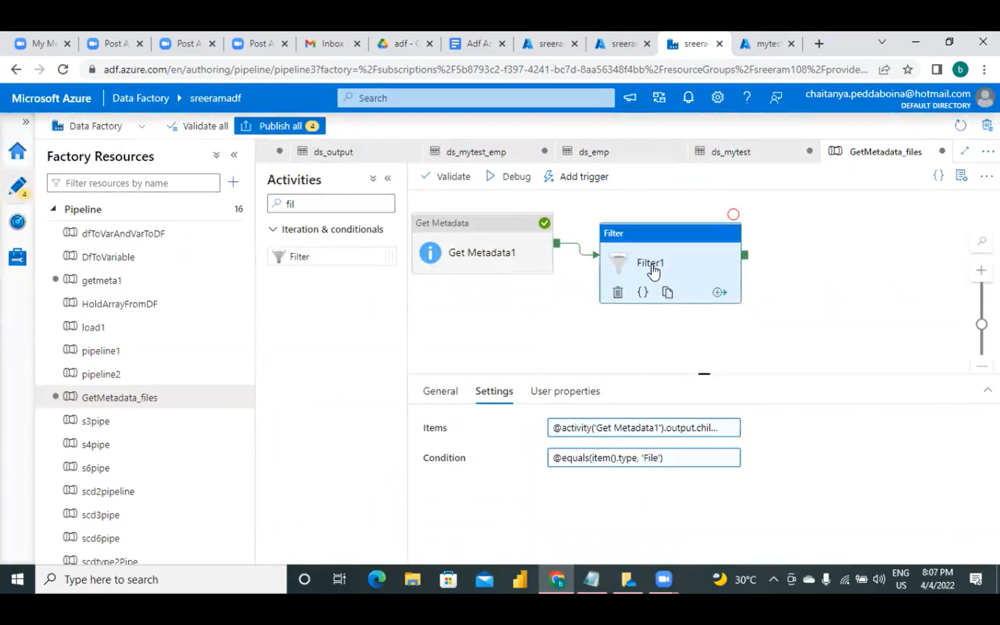 My Me
Post A
Post A
Post A
Inbox
adf - G
Adf Ac
sreera
sreera
sreera
mytes
adf.azure.com/en/authoring/pipeline/pipeline3?factory=%2Fsubscriptions%2F5b8793c2-f397-4241-bc7d-8aa56348f4bb%2FresourceGroups%2Fsreeram108%2Fprovide...
b
Microsoft Azure
Data Factory
sreeramadf
Search
chaitanya.peddaboina@hotmail.com
DEFAULT DIRECTORY
Data Factory
Validate all
Publish all
4
Factory Resources
ds_output
ds_mytest_emp
ds_emp
ds_mytest
GetMetadata_files
Filter resources by name
4
Activities
fil
Validate
Debug
Add trigger
Pipeline
16
dfToVarAndVarToDF
DfToVariable
getmeta1
HoldArrayFromDF
load1
pipeline1
pipeline2
GetMetadata_files
s3pipe
s4pipe
s6pipe
scd2pipeline
scd3pipe
scd6pipe
scdtype2Pipe
Iteration & conditionals
Filter
Get Metadata
Get Metadata1
Filter
Filter1
General
Settings
User properties
Items
@activity('Get Metadata1').output.chil...
Condition
@equals(item().type, 'File')
Type here to search
b
30°C
ENG
US
8:07 PM
4/4/2022